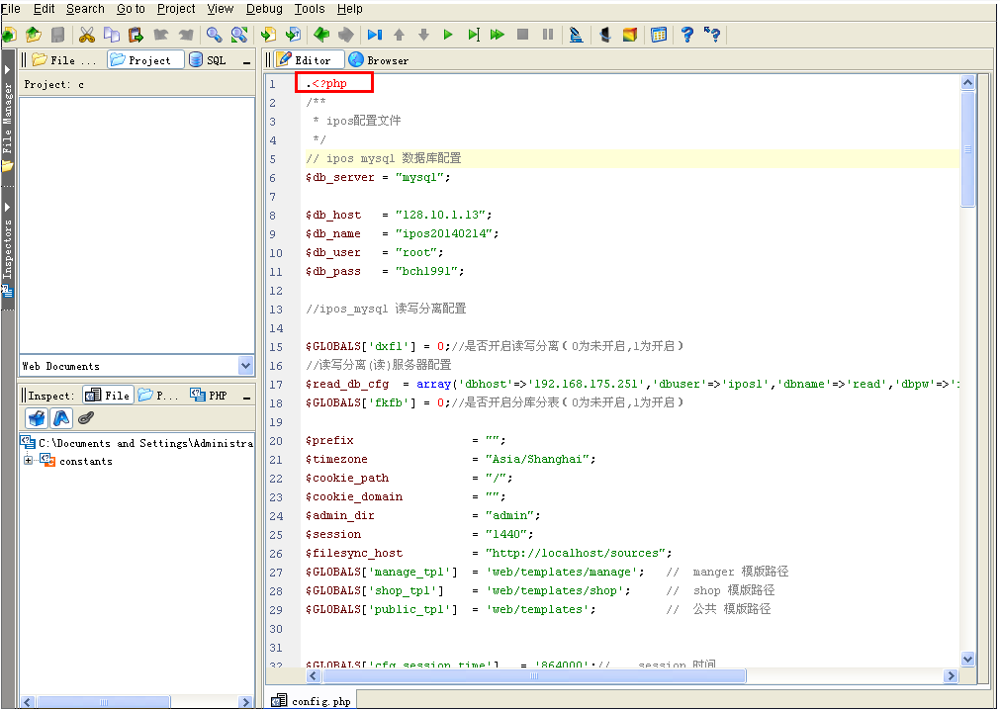 File Edit Search Go to Project View Debug Tools Help
File ... Project SQL
Editor Browser
Project: c
File Manager
Inspectors
Web Documents
Inspect: File P... PHP
C:\Documents and Settings\Administra
constants
1 .<?php
2 /**
3 * ipos配置文件
4 */
5 // ipos mysql 数据库配置
6 $db_server = "mysql";
7
8 $db_host = "128.10.1.13";
9 $db_name = "ipos20140214";
10 $db_user = "root";
11 $db_pass = "bch1991";
12
13 //ipos_mysql 读写分离配置
14
15 $GLOBALS['dxfl'] = 0;//是否开启读写分离(0为未开启,1为开启)
16 //读写分离(读)服务器配置
17 $read_db_cfg = array('dbhost'=>'192.168.175.251','dbuser'=>'ipos1','dbname'=>'read','dbpw'=>'
18 $GLOBALS['fkfb'] = 0;//是否开启分库分表(0为未开启,1为开启)
19
20 $prefix = "";
21 $timezone = "Asia/Shanghai";
22 $cookie_path = "/";
23 $cookie_domain = "";
24 $admin_dir = "admin";
25 $session = "1440";
26 $filesync_host = "http://localhost/sources";
27 $GLOBALS['manage_tpl'] = 'web/templates/manage'; // manger 模版路径
28 $GLOBALS['shop_tpl'] = 'web/templates/shop'; // shop 模版路径
29 $GLOBALS['public_tpl'] = 'web/templates'; // 公共 模版路径
30
31
32 $GLOBALS['cfg_session_time'] = '864000';// session 时间
config.php